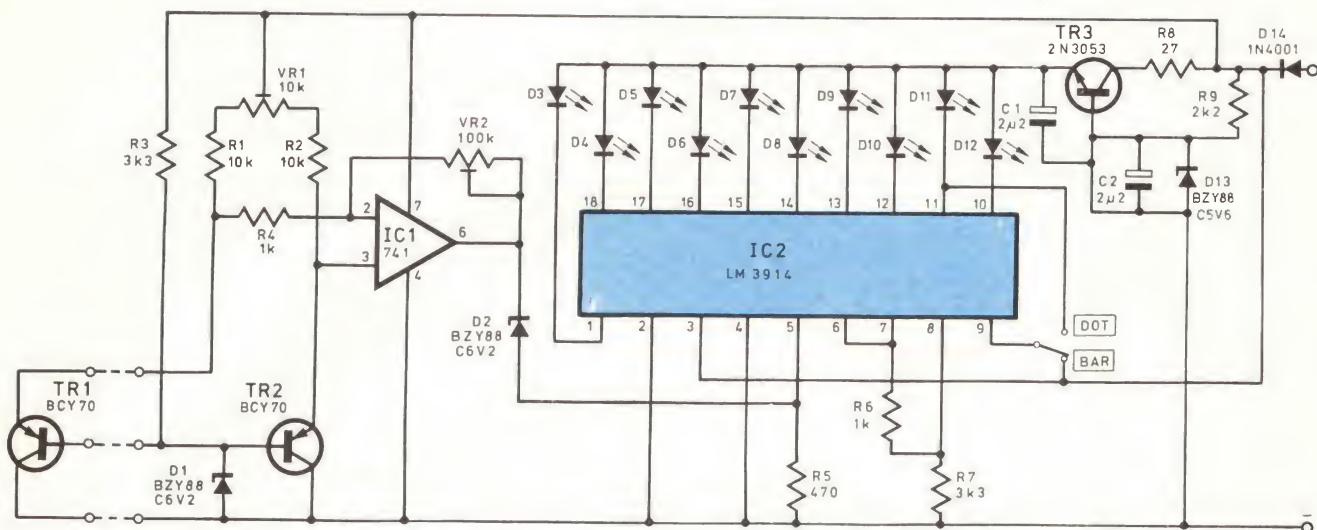 TR3
2N3053
R8
27
D14
1N4001
VR1
10k
R3
3k3
R1
10k
R2
10k
VR2
100k
R4
1k
2
3
7
6
4
IC1
741
D3
D4
D5
D6
D7
D8
D9
D10
D11
D12
C1
2µ2
R9
2k2
C2
2µ2
D13
BZY88
C5V6
18
17
16
15
14
13
12
11
10
IC2
LM 3914
1
2
3
4
5
6
7
8
9
DOT
BAR
D2
BZY88
C6V2
TR1
BCY70
TR2
BCY70
D1
BZY88
C6V2
R5
470
R6
1k
R7
3k3
−